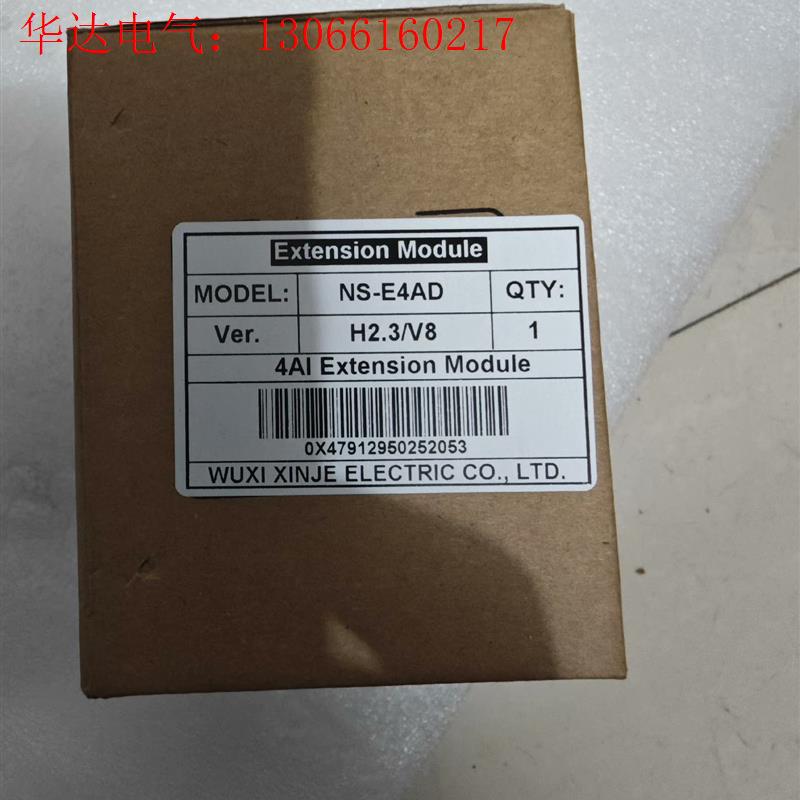 华达电气：13066160217
Extension Module
MODEL: NS-E4AD QTY:
Ver. H2.3/V8 1
4AI Extension Module
0X47912950252053
WUXI XINJE ELECTRIC CO., LTD.